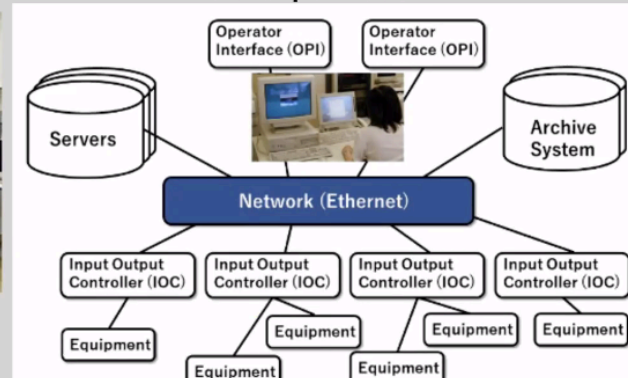 Operator
Interface (OPI)
Operator
Interface (OPI)
Servers
Archive
System
Network (Ethernet)
Input Output
Controller (IOC)
Input Output
Controller (IOC)
Input Output
Controller (IOC)
Input Output
Controller (IOC)
Equipment
Equipment
Equipment
Equipment
Equipment
Equipment